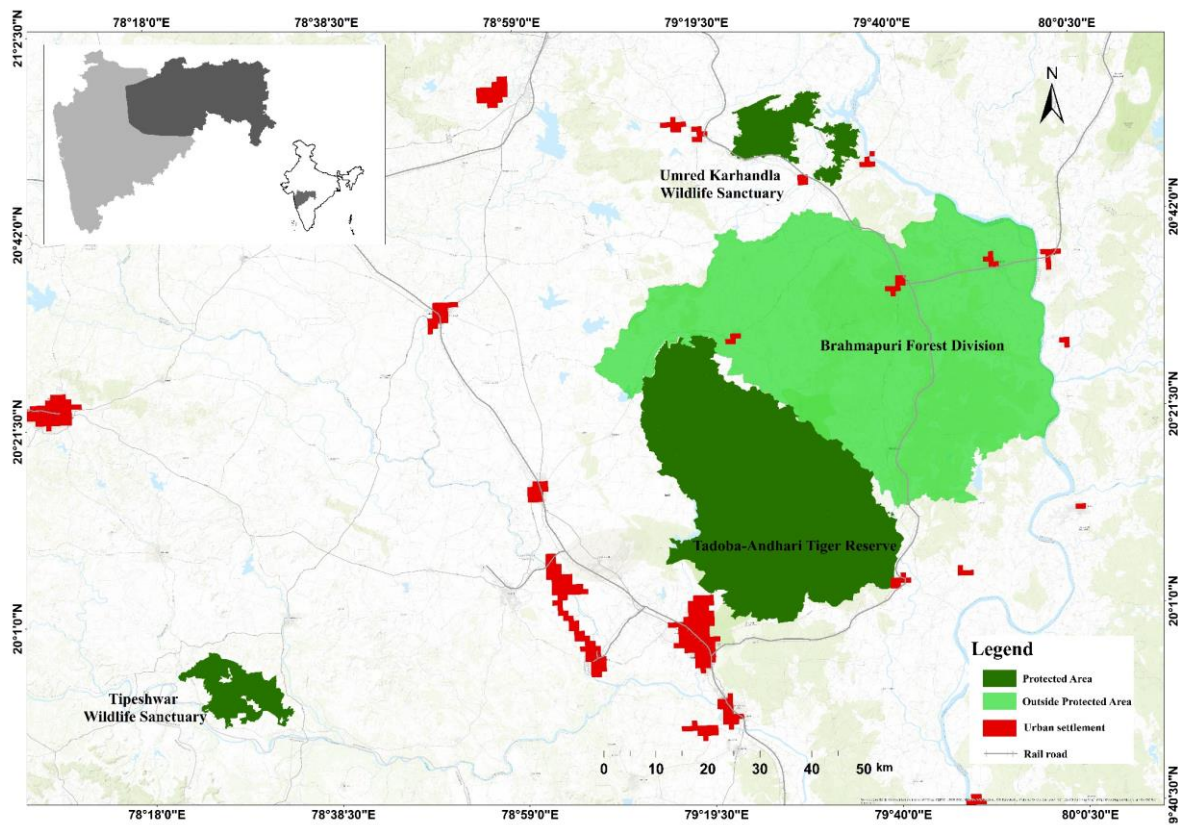 78°18'0"E 78°38'30"E 78°59'0"E 79°19'30"E 79°40'0"E 80°0'30"E
21°2'30"N
20°42'0"N
20°21'30"N
20°1'0"N
20°42'0"N
20°21'30"N
20°1'0"N
9°40'30"N
N
Umred Karhandla
Wildlife Sanctuary
Brahmapuri Forest Division
Tadoba-Andhari Tiger Reserve
Tipeshwar
Wildlife Sanctuary
Legend
Protected Area
Outside Protected Area
Urban settlement
Rail road
0 5 10 20 30 40 50 km
78°18'0"E 78°38'30"E 78°59'0"E 79°19'30"E 79°40'0"E 80°0'30"E